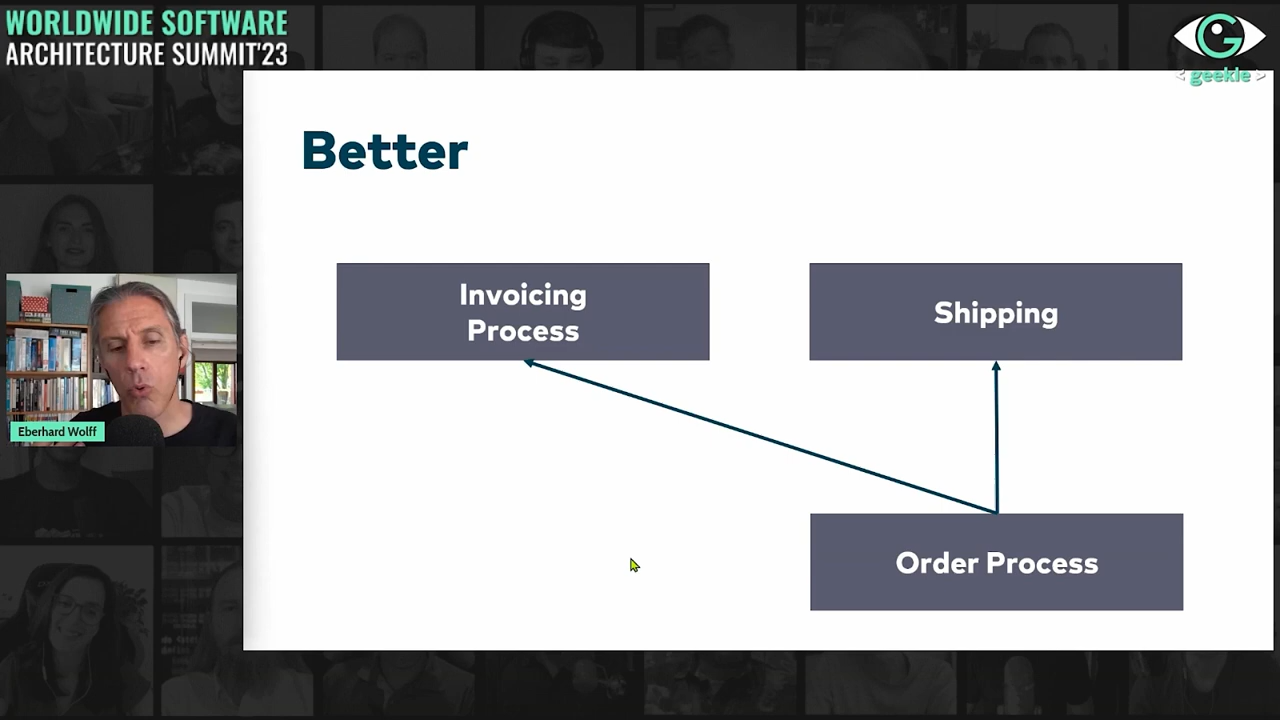 WORLDWIDE SOFTWARE
ARCHITECTURE SUMMIT'23
G
< geekle >
Better
Invoicing
Process
Shipping
Order Process
Eberhard Wolff